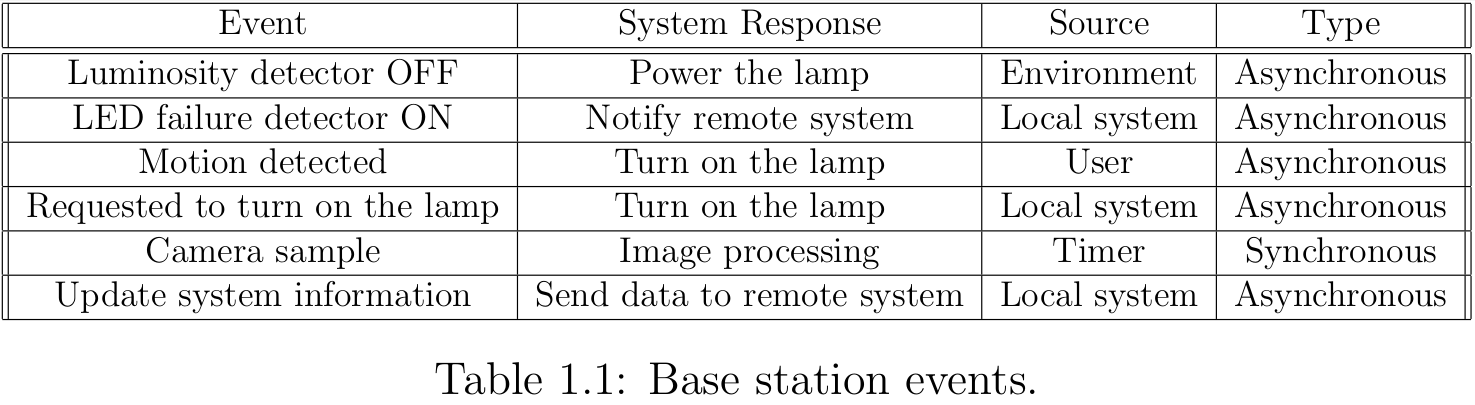 Event System Response Source Type
Luminosity detector OFF Power the lamp Environment Asynchronous
LED failure detector ON Notify remote system Local system Asynchronous
Motion detected Turn on the lamp User Asynchronous
Requested to turn on the lamp Turn on the lamp Local system Asynchronous
Camera sample Image processing Timer Synchronous
Update system information Send data to remote system Local system Asynchronous
Table 1.1: Base station events.